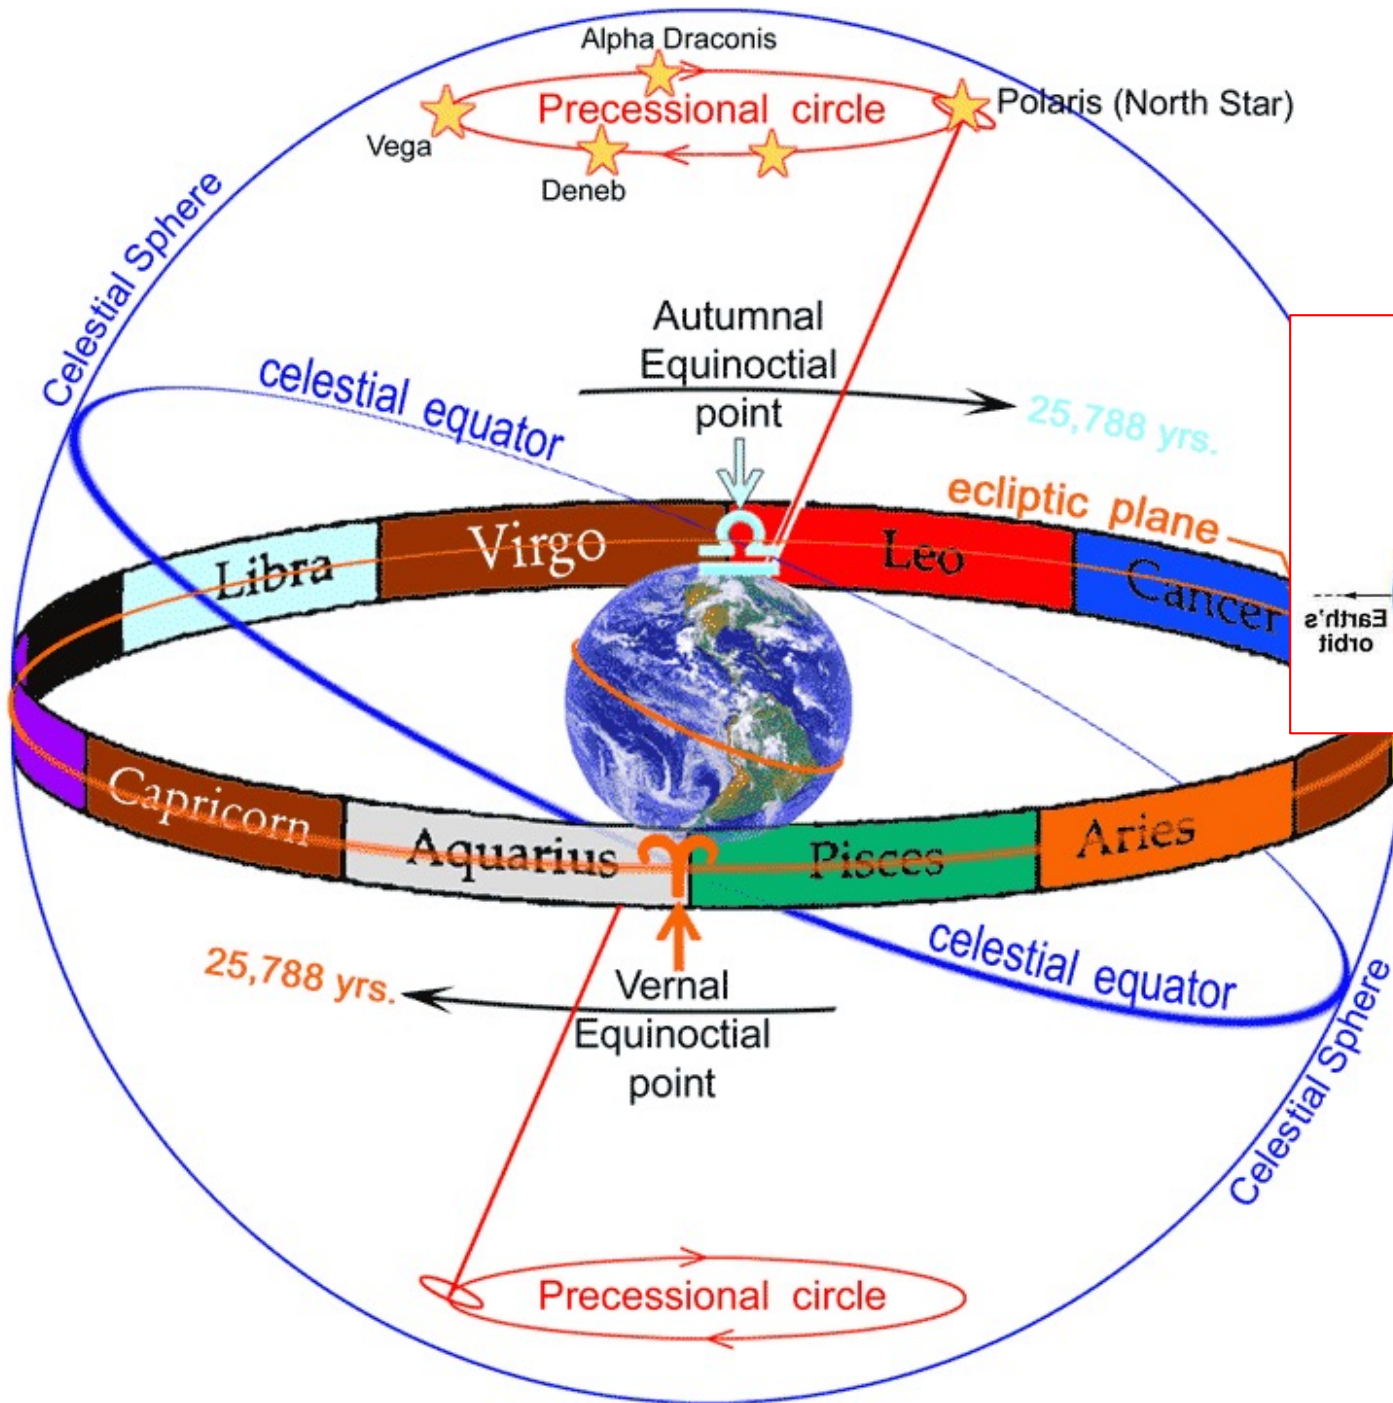 Alpha Draconis
Precessional circle
Polaris (North Star)
Vega
Deneb
Celestial Sphere
Autumnal
Equinoctial
point
celestial equator
25,788 yrs.
ecliptic plane
Libra
Virgo
Leo
Cancer
Earth's
orbit
Capricorn
Aquarius
Pisces
Aries
celestial equator
25,788 yrs.
Vernal
Equinoctial
point
Celestial Sphere
Precessional circle